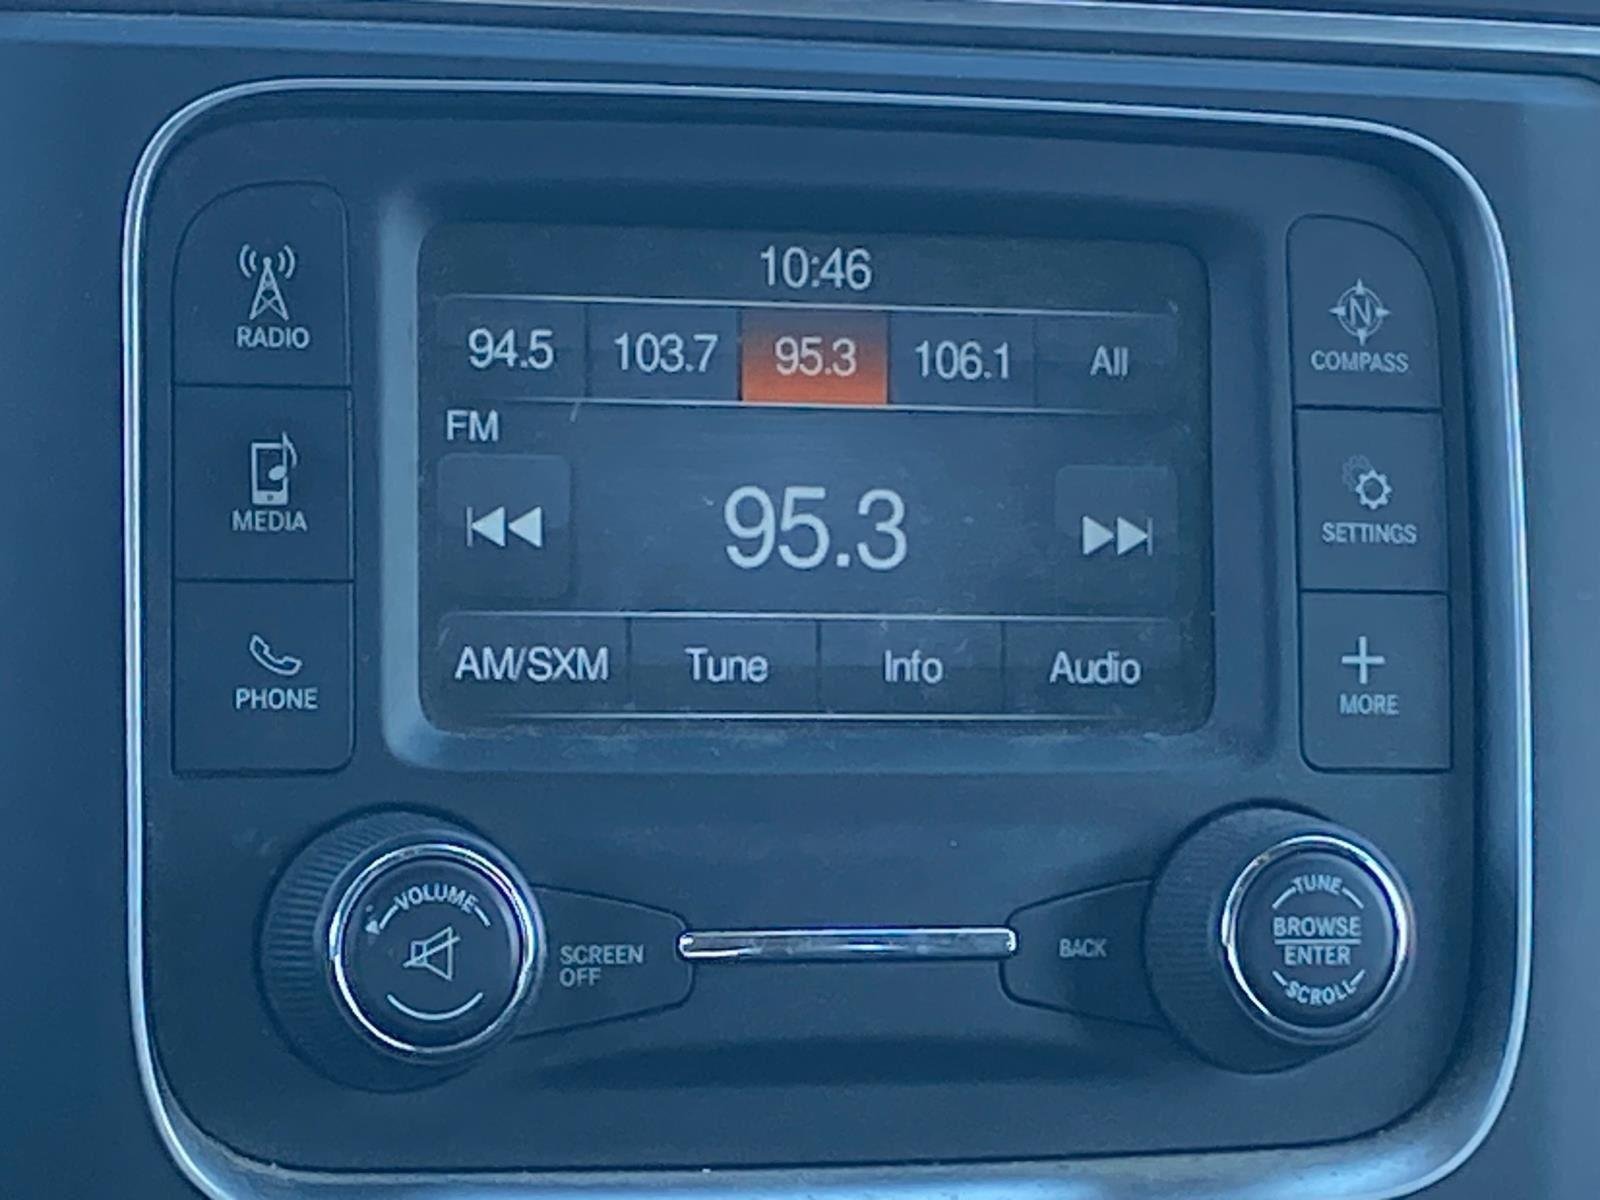 10:46
94.5 103.7 95.3 106.1 All
FM
95.3
AM/SXM Tune Info Audio
RADIO
MEDIA
PHONE
N
COMPASS
SETTINGS
MORE
VOLUME
SCREEN
OFF
BACK
TUNE
BROWSE
ENTER
SCROLL